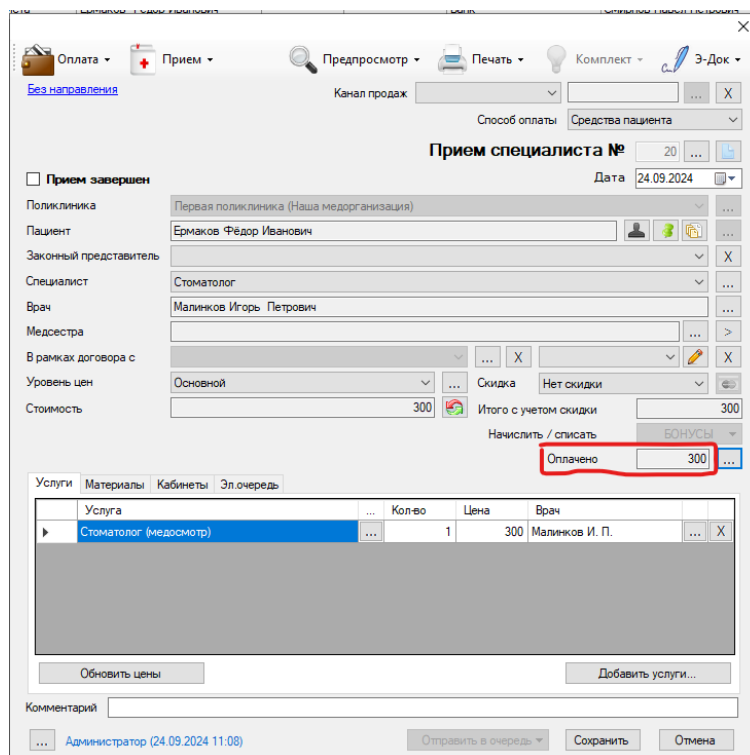 Ермаков Фёдор Иванович
Оплата
Прием
Предпросмотр
Печать
Комплект
Э-Док
Без направления
Канал продаж
... X
Способ оплаты Средства пациента
Прием специалиста № 20 ...
Прием завершен
Дата 24.09.2024
Поликлиника Первая поликлиника (Наша медорганизация) ...
Пациент Ермаков Фёдор Иванович ...
Законный представитель X
Специалист Стоматолог ...
Врач Малинков Игорь Петрович ...
Медсестра ... >
В рамках договора с ... X X
Уровень цен Основной ... Скидка Нет скидки
Стоимость 300 Итого с учетом скидки 300
Начислить / списать БОНУСЫ
Оплачено 300 ...
Услуги Материалы Кабинеты Эл.очередь
Услуга ... Кол-во Цена Врач
Стоматолог (медосмотр) ... 1 300 Малинков И. П. ... X
Обновить цены Добавить услуги...
Комментарий
... Администратор (24.09.2024 11:08) Отправить в очередь Сохранить Отмена